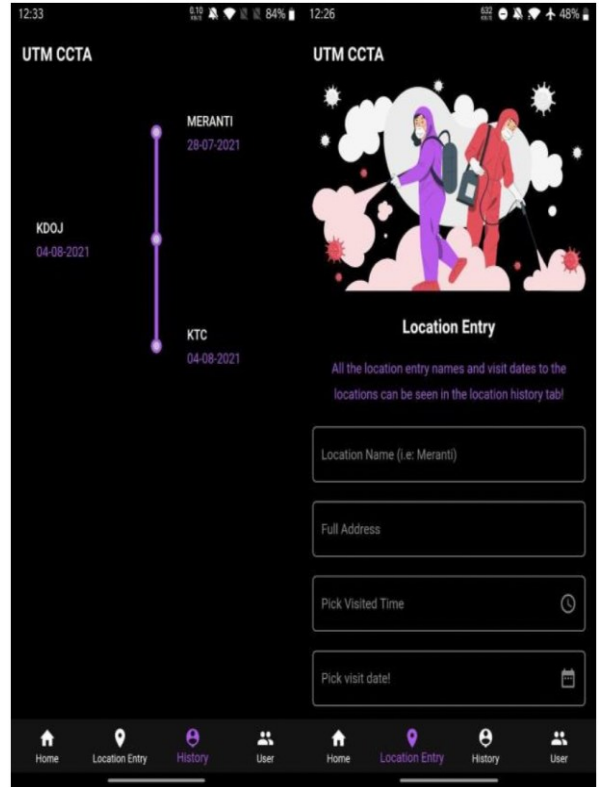 12:33
0.10
KB/S
84%
UTM CCTA
MERANTI
28-07-2021
KDOJ
04-08-2021
KTC
04-08-2021
Home
Location Entry
History
User
12:26
48%
UTM CCTA
Location Entry
All the location entry names and visit dates to the
locations can be seen in the location history tab!
Location Name (i.e: Meranti)
Full Address
Pick Visited Time
Pick visit date!
Home
Location Entry
History
User